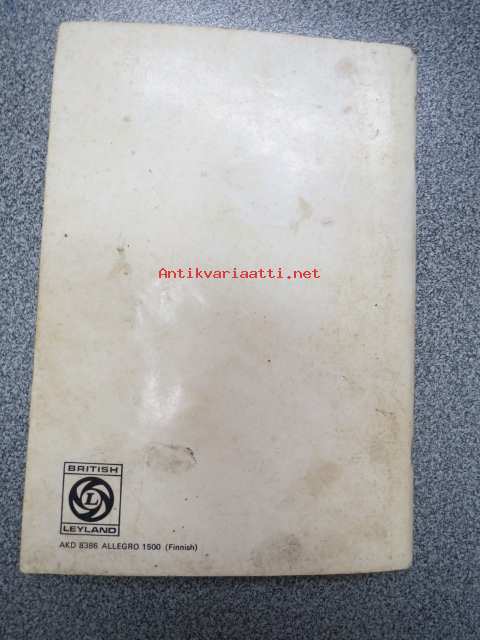 Antikvariaatti.net
BRITISH
L
LEYLAND
AKD 8386 ALLEGRO 1500 (Finnish)